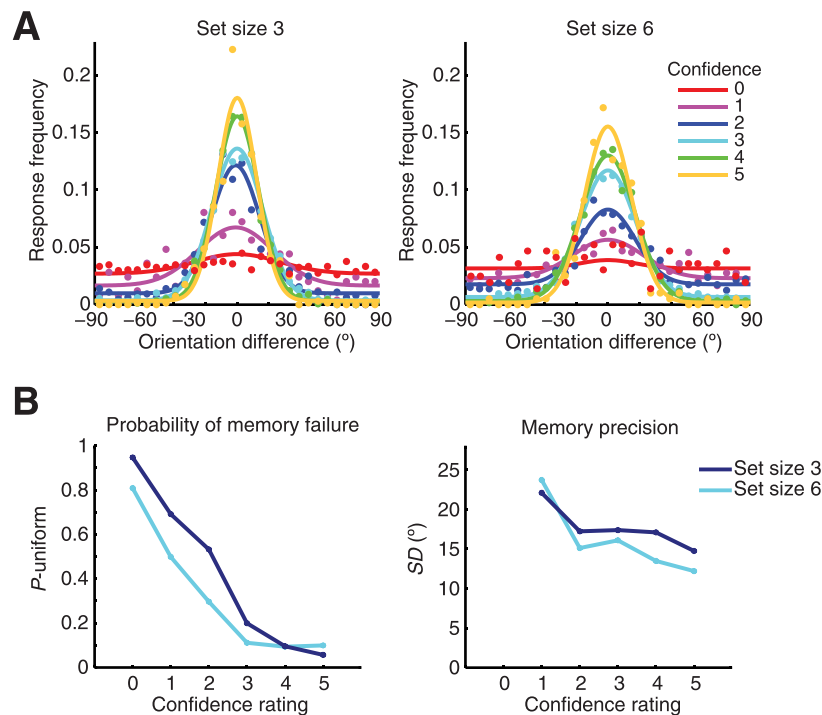 A
Set size 3
Set size 6
Response frequency
0.2
0.15
0.1
0.05
0
−90 −60 −30 0 30 60 90
Orientation difference (º)
Response frequency
0.2
0.15
0.1
0.05
0
−90 −60 −30 0 30 60 90
Orientation difference (º)
Confidence
0
1
2
3
4
5
B
Probability of memory failure
P-uniform
1
0.8
0.6
0.4
0.2
0
0 1 2 3 4 5
Confidence rating
Memory precision
SD (º)
25
20
15
10
5
0
0 1 2 3 4 5
Confidence rating
Set size 3
Set size 6